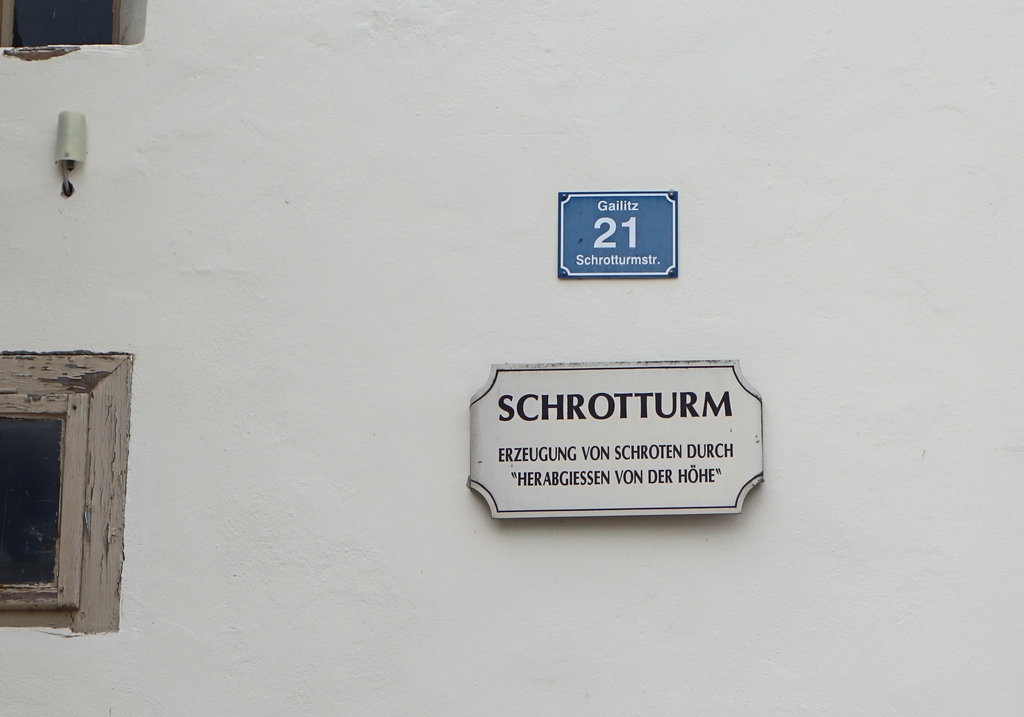 Gailitz
21
Schrotturmstr.
SCHROTTURM
ERZEUGUNG VON SCHROTEN DURCH
"HERABGIESSEN VON DER HÖHE"